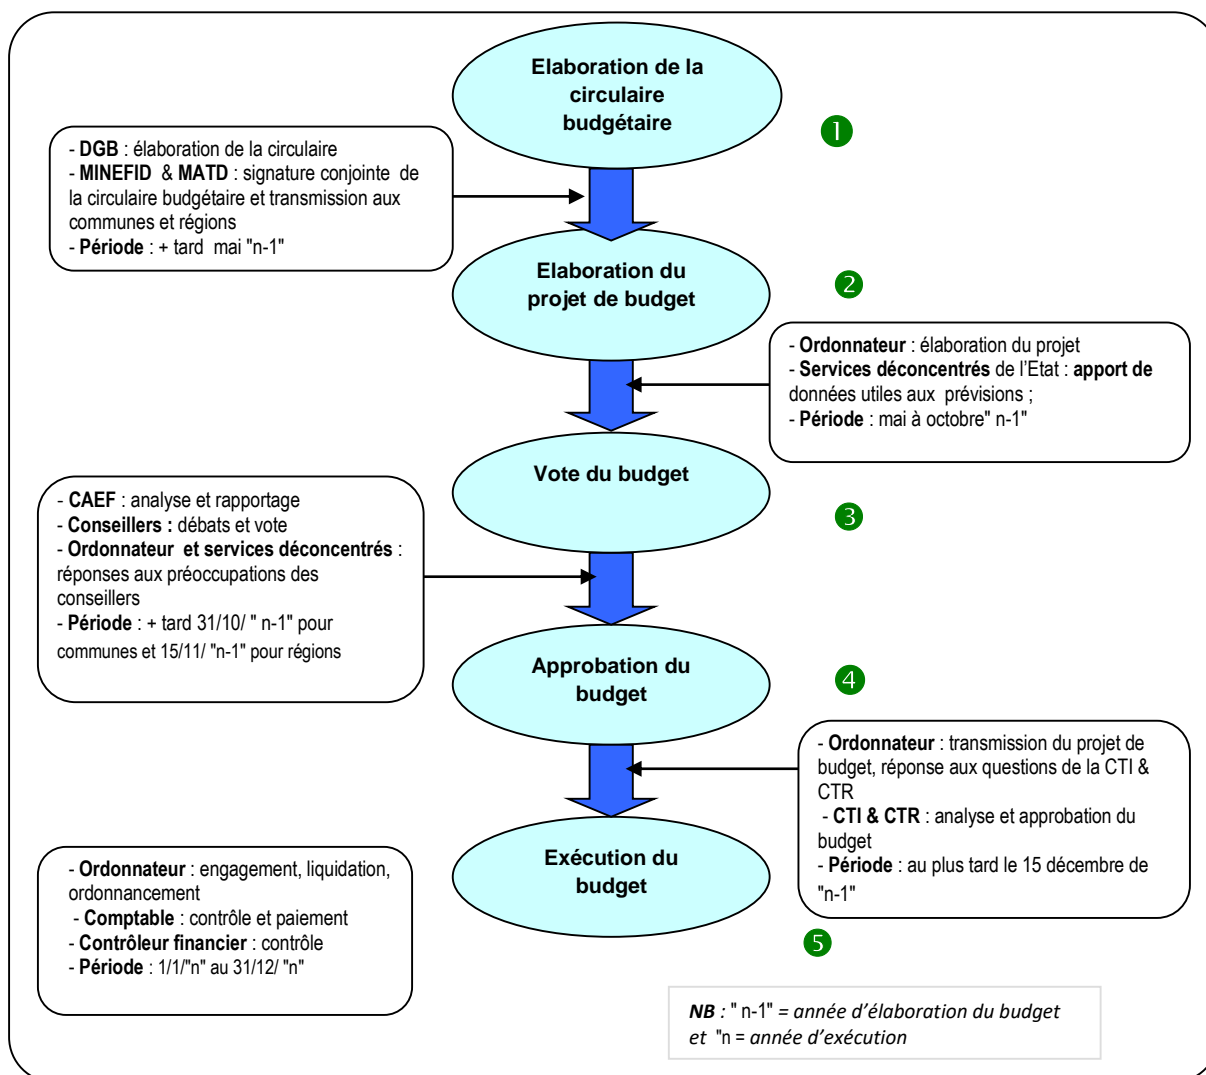 Elaboration de la
circulaire
budgétaire
❶
- DGB : élaboration de la circulaire
- MINEFID & MATD : signature conjointe de
la circulaire budgétaire et transmission aux
communes et régions
- Période : + tard mai "n-1"
Elaboration du
projet de budget
❷
- Ordonnateur : élaboration du projet
- Services déconcentrés de l’Etat : apport de
données utiles aux prévisions ;
- Période : mai à octobre" n-1"
Vote du budget
❸
- CAEF : analyse et rapportage
- Conseillers : débats et vote
- Ordonnateur et services déconcentrés :
réponses aux préoccupations des
conseillers
- Période : + tard 31/10/ " n-1" pour
communes et 15/11/ "n-1" pour régions
Approbation du
budget
❹
- Ordonnateur : transmission du projet de
budget, réponse aux questions de la CTI &
CTR
- CTI & CTR : analyse et approbation du
budget
- Période : au plus tard le 15 décembre de
"n-1"
Exécution du
budget
❺
- Ordonnateur : engagement, liquidation,
ordonnancement
- Comptable : contrôle et paiement
- Contrôleur financier : contrôle
- Période : 1/1/"n" au 31/12/ "n"
NB : " n-1" = année d’élaboration du budget
et "n = année d’exécution